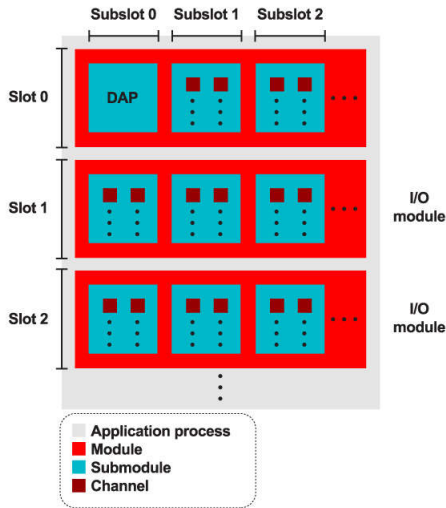 Subslot 0 Subslot 1 Subslot 2
Slot 0
DAP
Slot 1
I/O
module
Slot 2
I/O
module
Application process
Module
Submodule
Channel